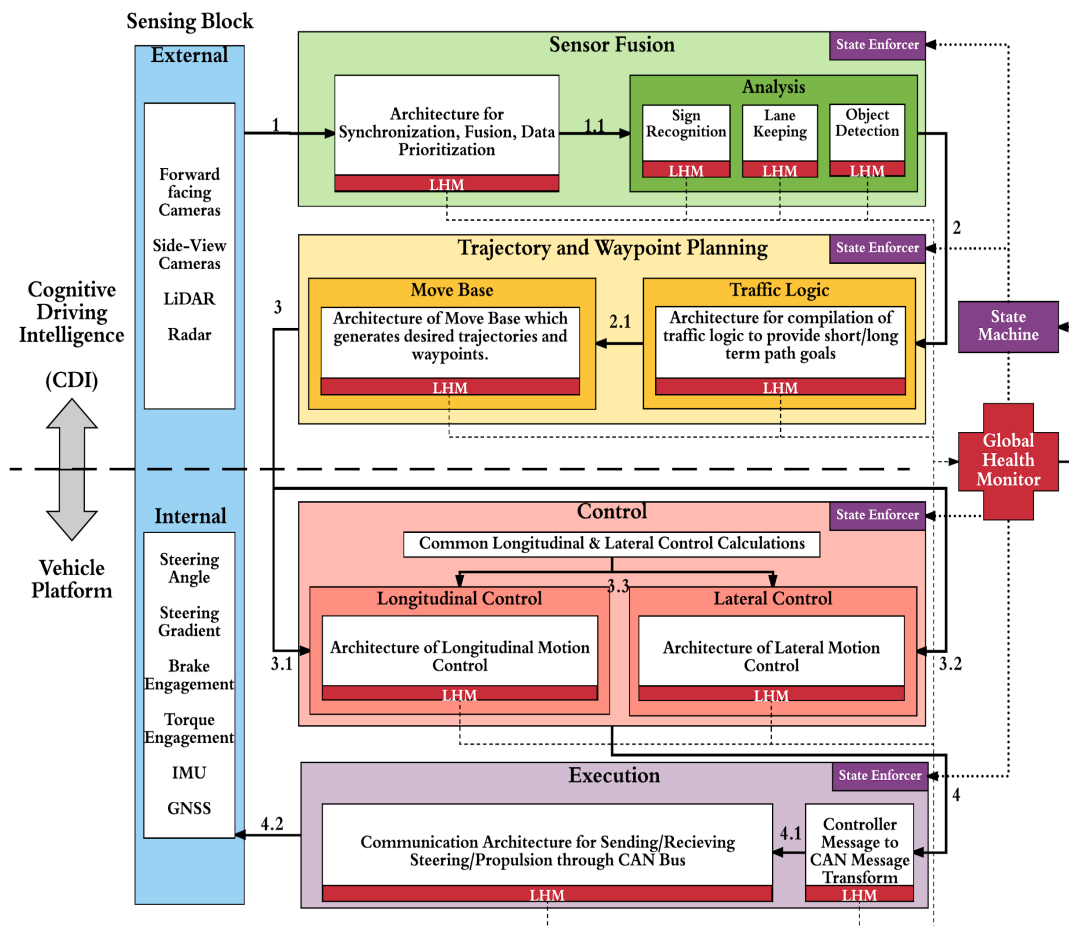 Sensing Block
External
Forward
facing
Cameras
Side-View
Cameras
LiDAR
Radar
Internal
Steering
Angle
Steering
Gradient
Brake
Engagement
Torque
Engagement
IMU
GNSS
Cognitive
Driving
Intelligence
(CDI)
Vehicle
Platform
1
Sensor Fusion
State Enforcer
Architecture for
Synchronization, Fusion, Data
Prioritization
LHM
1.1
Analysis
Sign
Recognition
LHM
Lane
Keeping
LHM
Object
Detection
LHM
2
Trajectory and Waypoint Planning
State Enforcer
Move Base
Architecture of Move Base which
generates desired trajectories and
waypoints.
LHM
2.1
Traffic Logic
Architecture for compilation of
traffic logic to provide short/long
term path goals
LHM
3
State
Machine
Global
Health
Monitor
Control
State Enforcer
Common Longitudinal & Lateral Control Calculations
3.3
Longitudinal Control
Architecture of Longitudinal Motion
Control
LHM
Lateral Control
Architecture of Lateral Motion
Control
LHM
3.1
3.2
Execution
State Enforcer
4
Communication Architecture for Sending/Recieving
Steering/Propulsion through CAN Bus
LHM
4.1
Controller
Message to
CAN Message
Transform
LHM
4.2